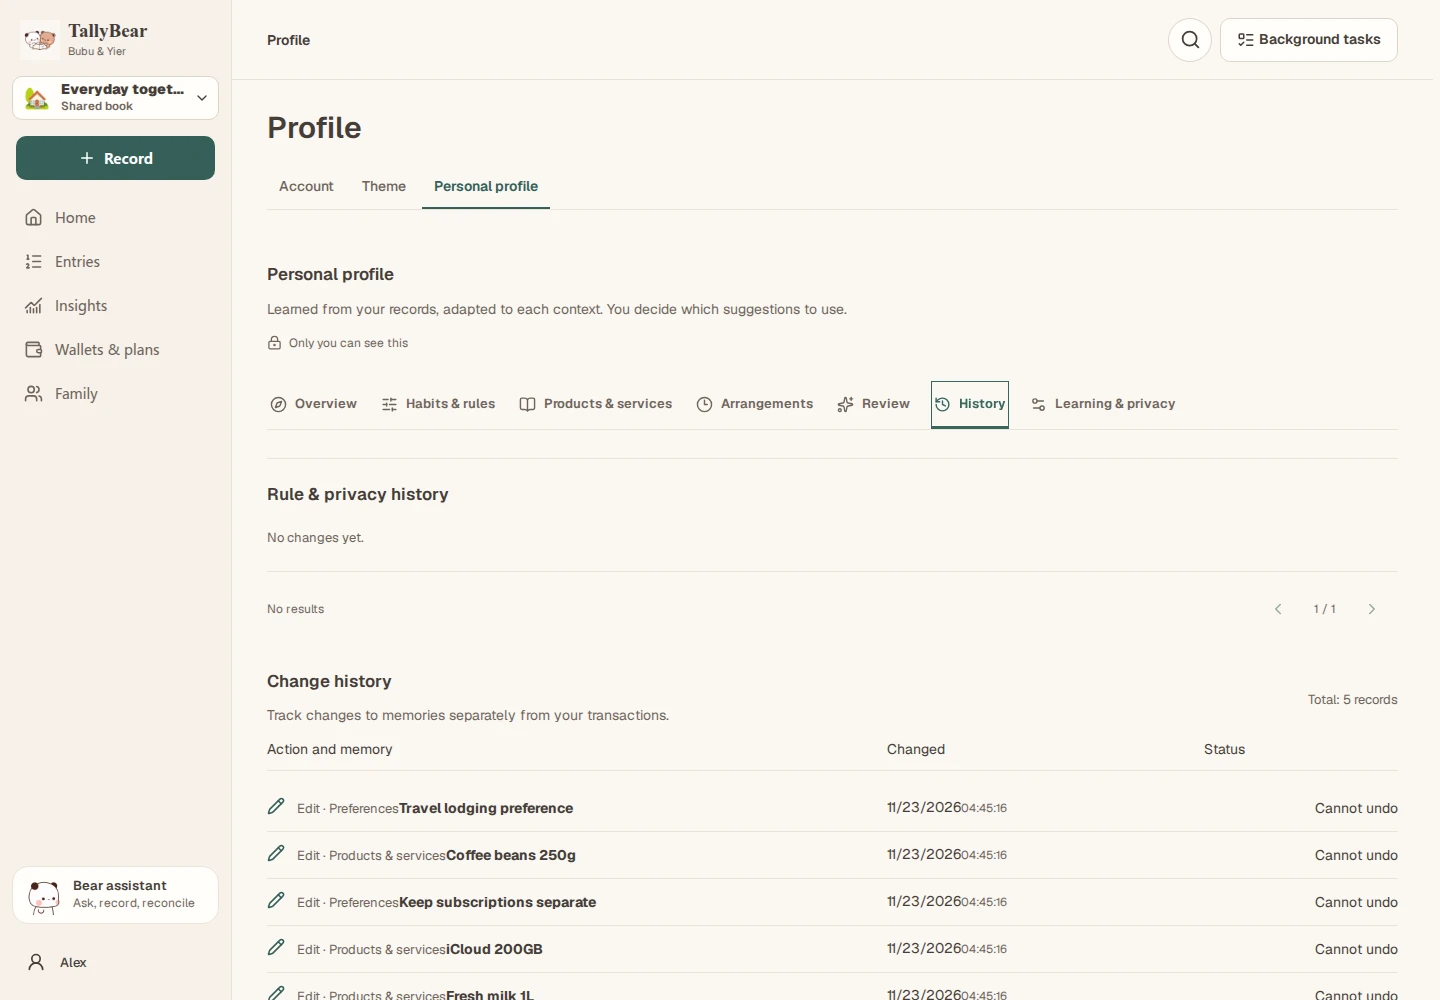 TallyBear
Bubu & Yier
Everyday toget...
Shared book
Record
Home
Entries
Insights
Wallets & plans
Family
Bear assistant
Ask, record, reconcile
Alex
Profile
Background tasks
Profile
Account
Theme
Personal profile
Personal profile
Learned from your records, adapted to each context. You decide which suggestions to use.
Only you can see this
Overview
Habits & rules
Products & services
Arrangements
Review
History
Learning & privacy
Rule & privacy history
No changes yet.
No results
1 / 1
Change history
Total: 5 records
Track changes to memories separately from your transactions.
Action and memory Changed Status
Edit · Preferences Travel lodging preference 11/23/2026 04:45:16 Cannot undo
Edit · Products & services Coffee beans 250g 11/23/2026 04:45:16 Cannot undo
Edit · Preferences Keep subscriptions separate 11/23/2026 04:45:16 Cannot undo
Edit · Products & services iCloud 200GB 11/23/2026 04:45:16 Cannot undo
Edit · Products & services Fresh milk 1L 11/23/2026 04:45:16 Cannot undo